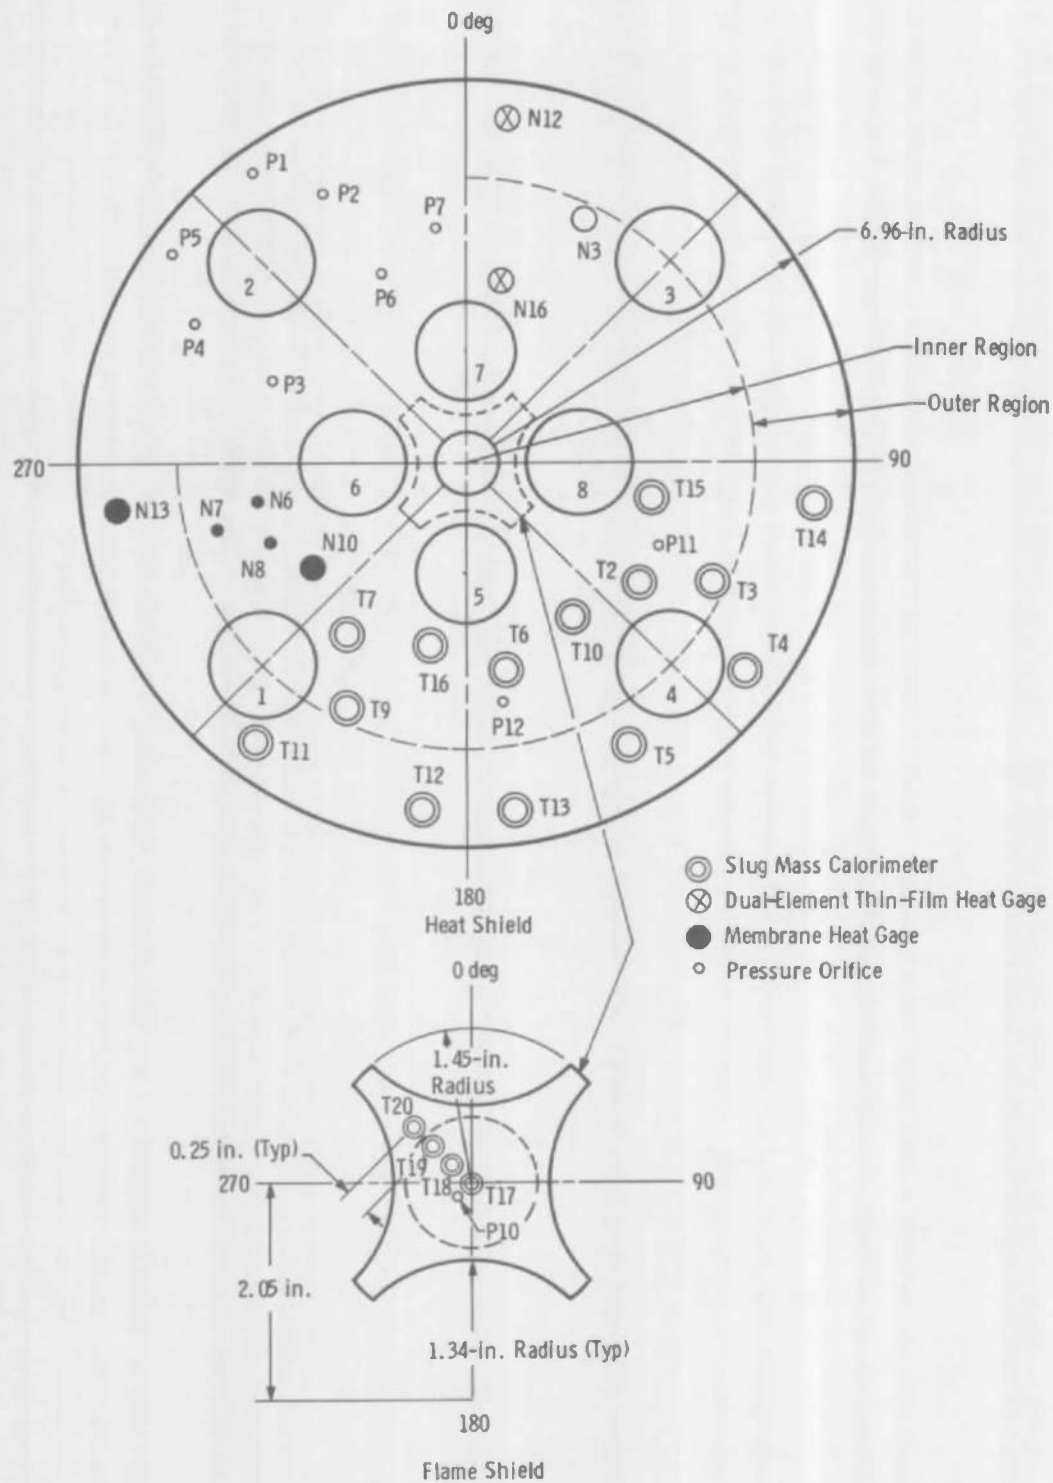 0 deg
N12
P1
P2
P7
N3
6.96-in. Radius
P5
2
P6
N16
3
P4
Inner Region
P3
7
Outer Region
270
90
6
8
T15
N13
N7
N6
N10
T14
N8
P11
T2
T3
T7
5
T6
T10
T4
T16
1
4
T9
P12
T5
T11
T12
T13
180
Heat Shield
Slug Mass Calorimeter
Dual-Element Thin-Film Heat Gage
Membrane Heat Gage
Pressure Orifice
0 deg
1.45-in.
Radius
T20
0.25 in. (Typ)
T19
270
T18
T17
90
P10
2.05 in.
1.34-in. Radius (Typ)
180
Flame Shield